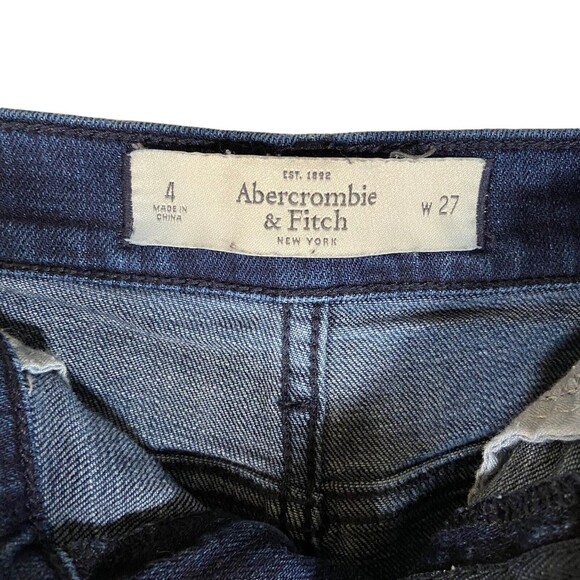 EST. 1892
4
MADE IN
CHINA
Abercrombie
& Fitch
NEW YORK
W 27